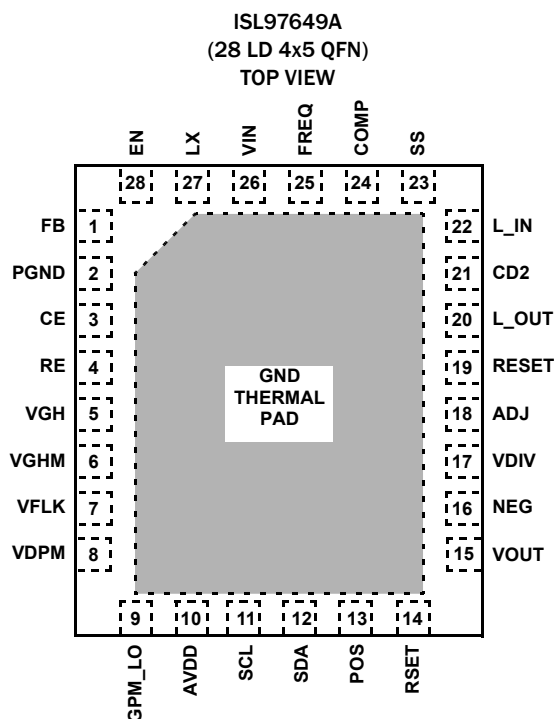 ISL97649A
(28 LD 4x5 QFN)
TOP VIEW
EN
LX
VIN
FREQ
COMP
SS
28
27
26
25
24
23
FB 1
PGND 2
CE 3
RE 4
VGH 5
VGHM 6
VFLK 7
VDPM 8
GND
THERMAL
PAD
22 L_IN
21 CD2
20 L_OUT
19 RESET
18 ADJ
17 VDIV
16 NEG
15 VOUT
9
10
11
12
13
14
GPM_LO
AVDD
SCL
SDA
POS
RSET